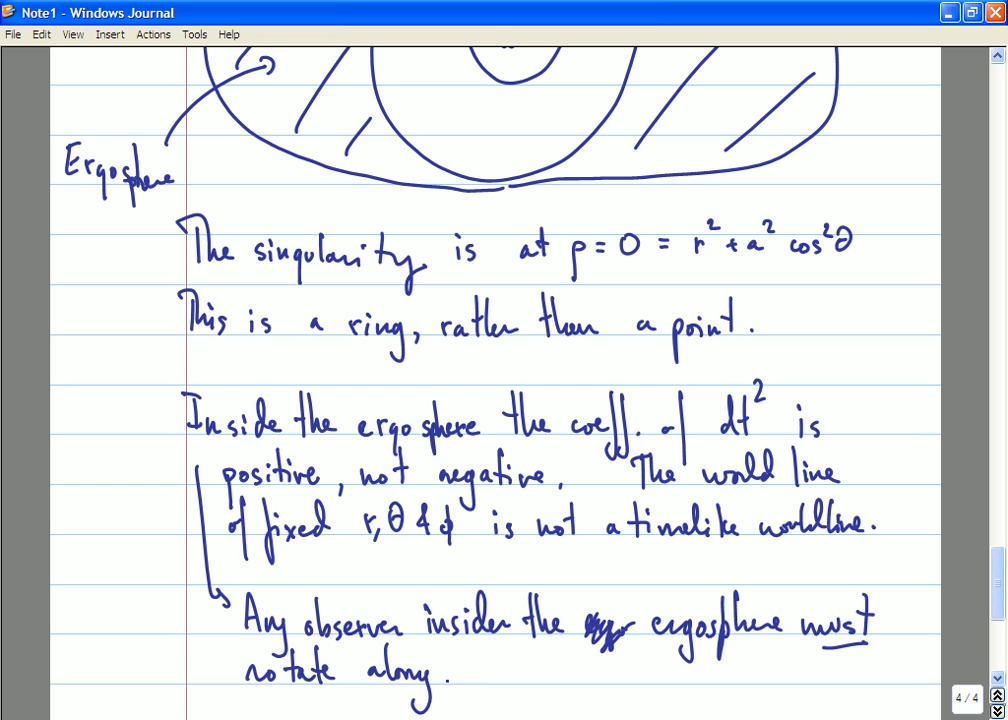 Note1 - Windows Journal
File Edit View Insert Actions Tools Help
Ergosphere
The singularity is at ρ = 0 = r² + a² cos²θ
This is a ring, rather then a point.
Inside the ergosphere the coeff. of dt² is
positive, not negative. The world line
of fixed r, θ & ϕ is not a timelike worldline.
Any observer insider the ergosphere must
rotate along.
4 / 4